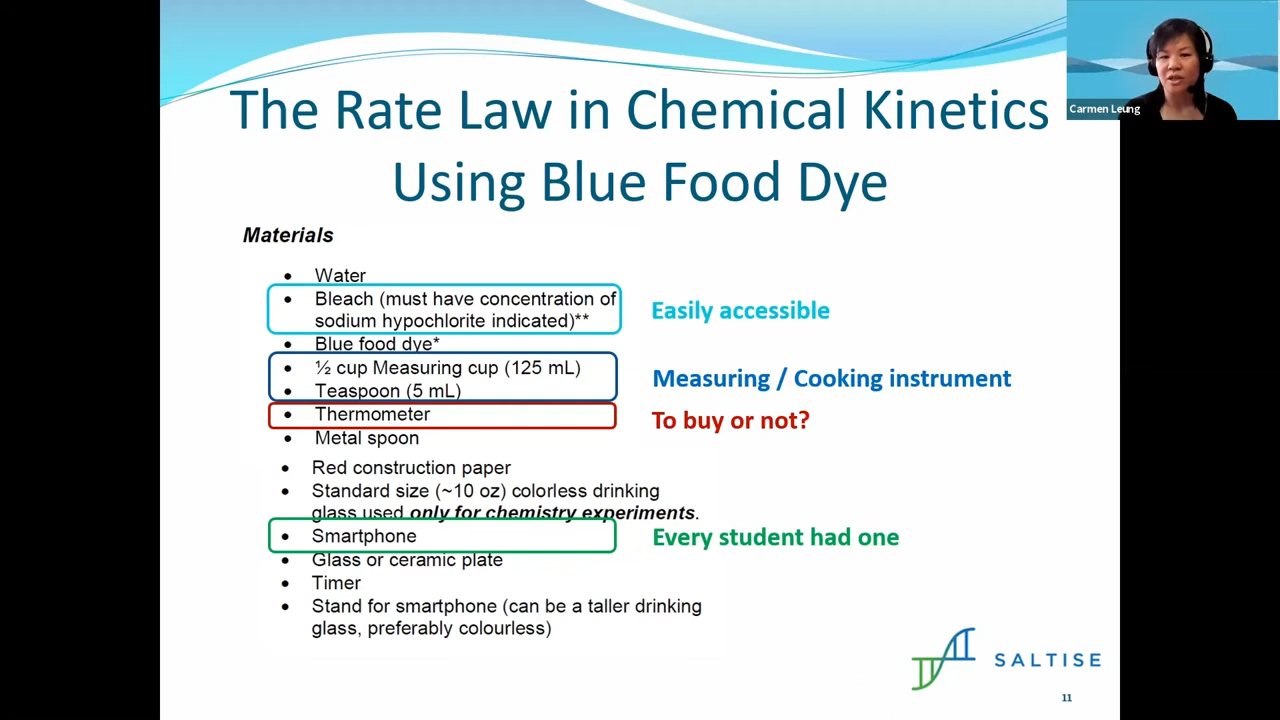 The Rate Law in Chemical Kinetics
Using Blue Food Dye
Carmen Leung
Materials
• Water
• Bleach (must have concentration of
sodium hypochlorite indicated)**
Easily accessible
• Blue food dye*
• ½ cup Measuring cup (125 mL)
• Teaspoon (5 mL)
Measuring / Cooking instrument
• Thermometer
To buy or not?
• Metal spoon
• Red construction paper
• Standard size (~10 oz) colorless drinking
glass used only for chemistry experiments.
• Smartphone
Every student had one
• Glass or ceramic plate
• Timer
• Stand for smartphone (can be a taller drinking
glass, preferably colourless)
SALTISE
11